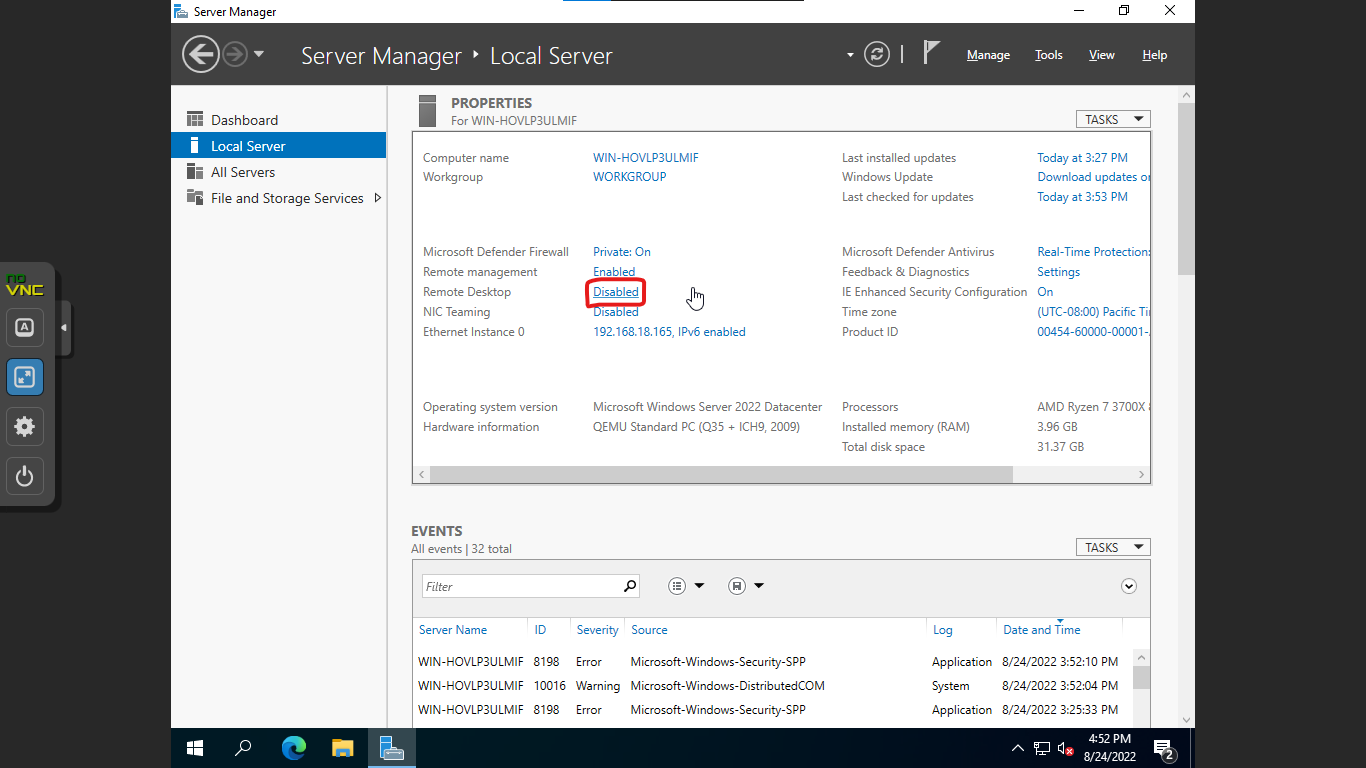 Server Manager
Server Manager ‣ Local Server
Manage Tools View Help
Dashboard
Local Server
All Servers
File and Storage Services
PROPERTIES
For WIN-HOVLP3ULMIF
TASKS
Computer name WIN-HOVLP3ULMIF Last installed updates Today at 3:27 PM
Workgroup WORKGROUP Windows Update Download updates
Last checked for updates Today at 3:53 PM
Microsoft Defender Firewall Private: On Microsoft Defender Antivirus Real-Time Protection:
Remote management Enabled Feedback & Diagnostics Settings
Remote Desktop Disabled IE Enhanced Security Configuration On
NIC Teaming Disabled Time zone (UTC-08:00) Pacific
Ethernet Instance 0 192.168.18.165, IPv6 enabled Product ID 00454-60000-00001-
Operating system version Microsoft Windows Server 2022 Datacenter Processors AMD Ryzen 7 3700X
Hardware information QEMU Standard PC (Q35 + ICH9, 2009) Installed memory (RAM) 3.96 GB
Total disk space 31.37 GB
EVENTS
All events | 32 total
TASKS
Filter
Server Name ID Severity Source Log Date and Time
WIN-HOVLP3ULMIF 8198 Error Microsoft-Windows-Security-SPP Application 8/24/2022 3:52:10 PM
WIN-HOVLP3ULMIF 10016 Warning Microsoft-Windows-DistributedCOM System 8/24/2022 3:52:04 PM
WIN-HOVLP3ULMIF 8198 Error Microsoft-Windows-Security-SPP Application 8/24/2022 3:25:33 PM
no
VNC
A
4:52 PM
8/24/2022
2